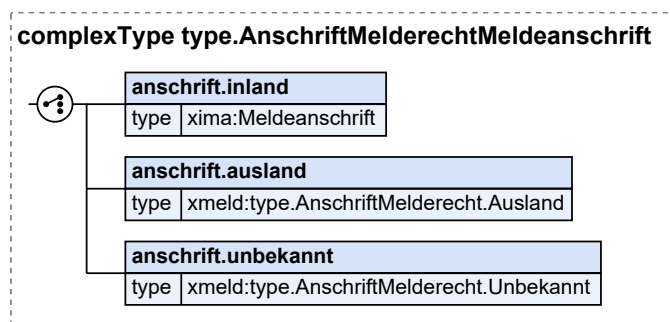 complexType type.AnschriftMelderechtMeldeanschrift
anschrift.inland
type xima:Meldeanschrift
anschrift.ausland
type xmeld:type.AnschriftMelderecht.Ausland
anschrift.unbekannt
type xmeld:type.AnschriftMelderecht.Unbekannt